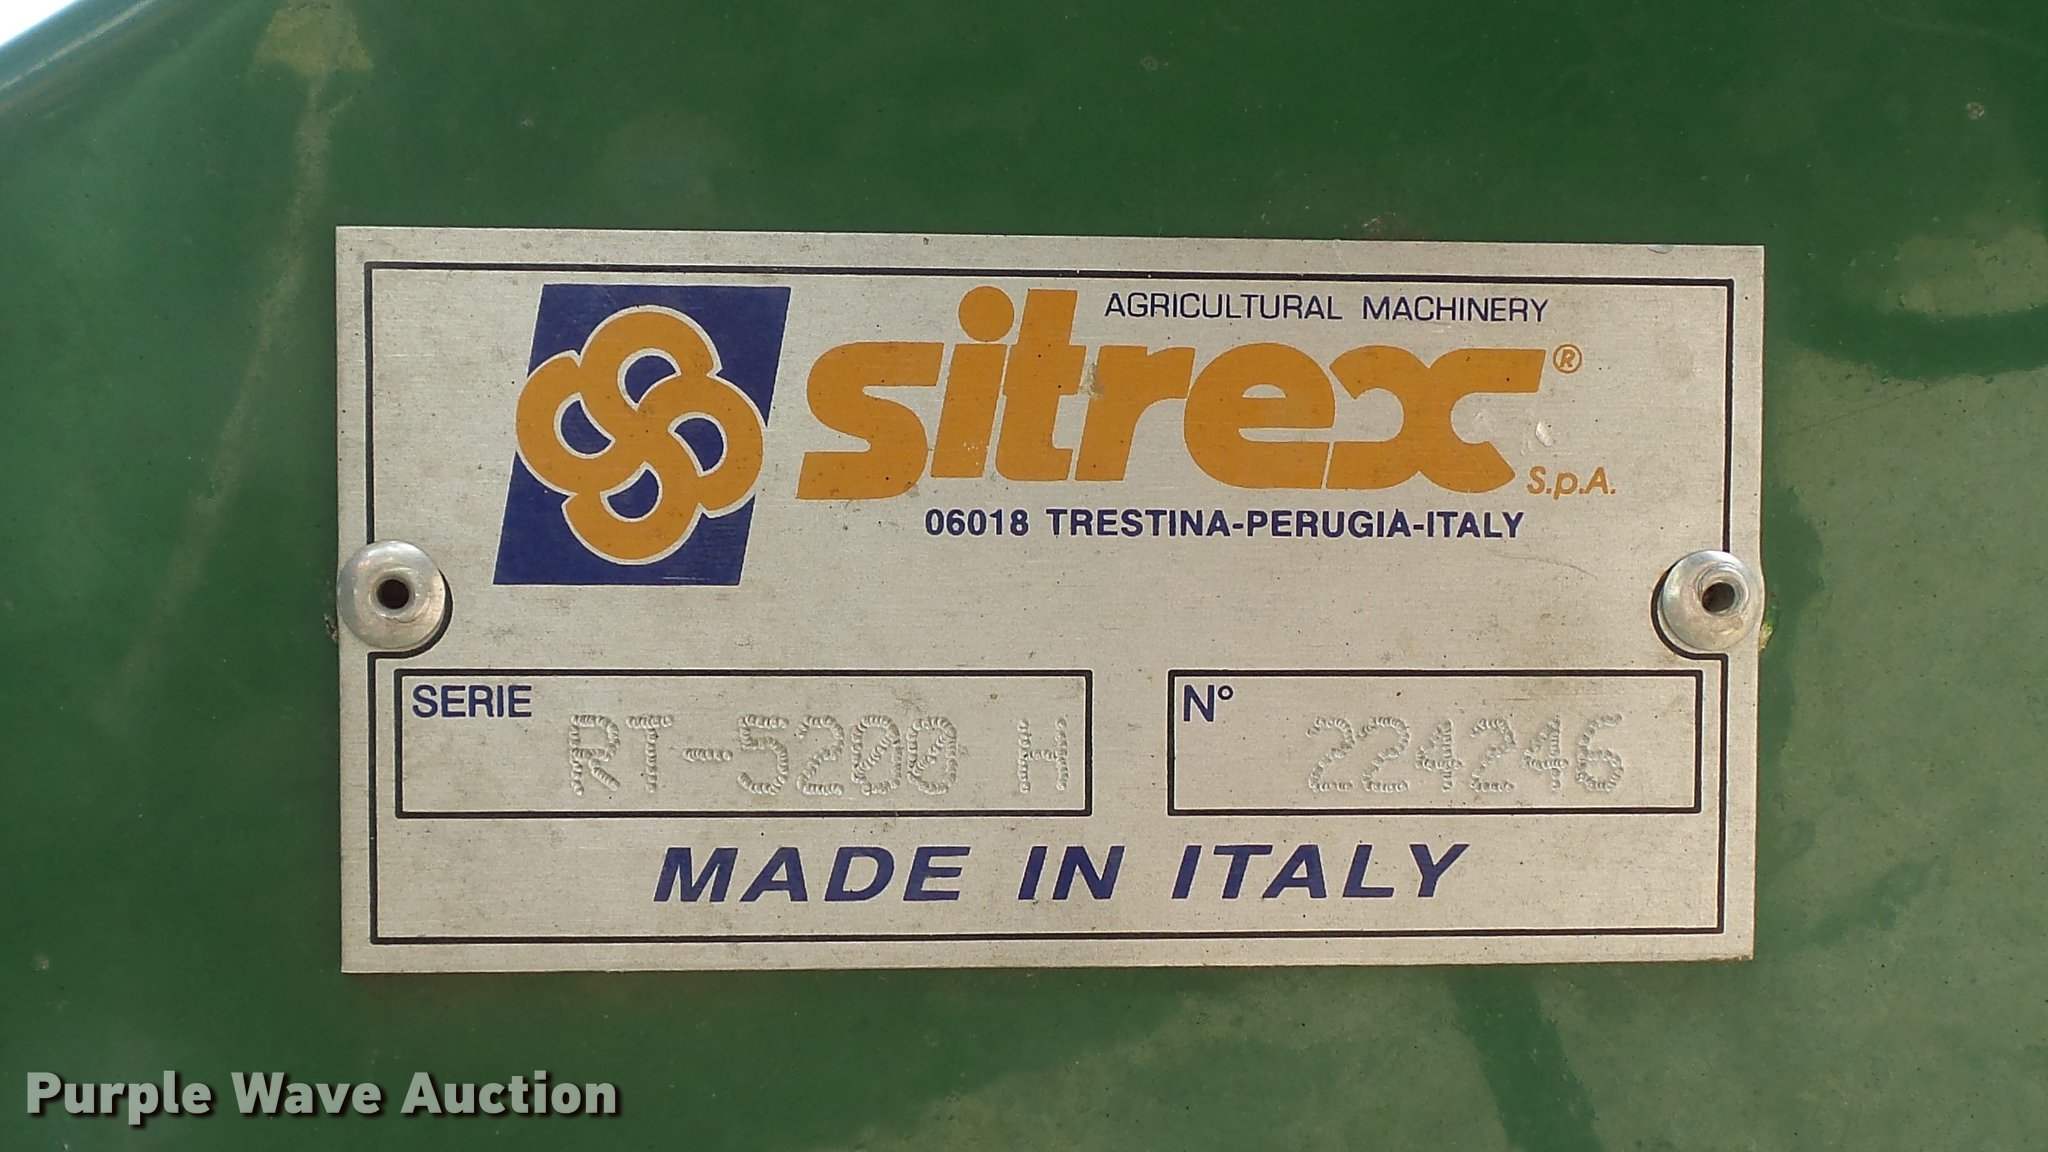 AGRICULTURAL MACHINERY
sitrex®
S.p.A.
06018 TRESTINA-PERUGIA-ITALY
SERIE RT-5200 H
N° 224246
MADE IN ITALY
Purple Wave Auction